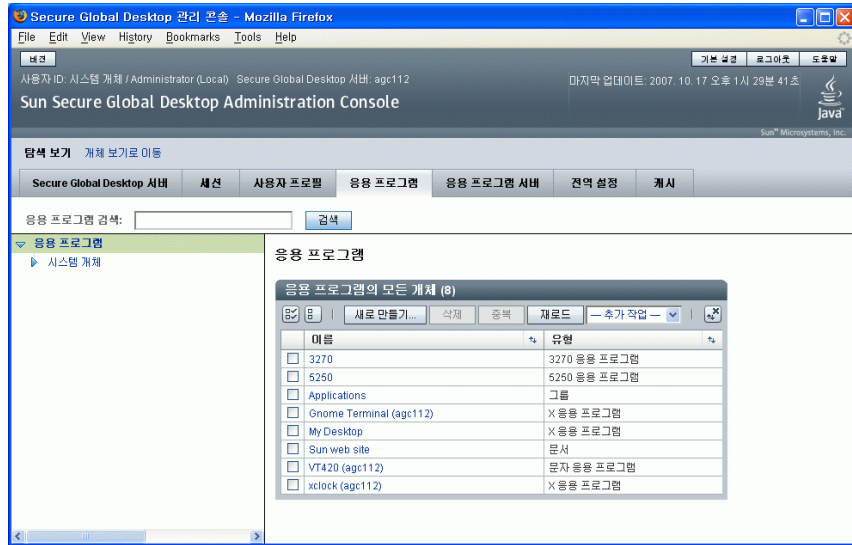 Secure Global Desktop 관리 콘솔 - Mozilla Firefox
File Edit View History Bookmarks Tools Help
버전 기본 설정 로그아웃 도움말
사용자 ID: 시스템 개체 / Administrator (Local) Secure Global Desktop 서버: agc112 마지막 업데이트: 2007. 10. 17 오후 1시 29분 41초
Sun Secure Global Desktop Administration Console
Java™
Sun™ Microsystems, Inc.
탐색 보기 개체 보기로 이동
Secure Global Desktop 서버 세션 사용자 프로필 응용 프로그램 응용 프로그램 서버 전역 설정 캐시
응용 프로그램 검색: 검색
응용 프로그램
시스템 개체
응용 프로그램
응용 프로그램의 모든 개체 (8)
새로 만들기... 삭제 중복 재로드 — 추가 작업 —
이름 유형
3270 3270 응용 프로그램
5250 5250 응용 프로그램
Applications 그룹
Gnome Terminal (agc112) X 응용 프로그램
My Desktop X 응용 프로그램
Sun web site 문서
VT420 (agc112) 문자 응용 프로그램
xclock (agc112) X 응용 프로그램